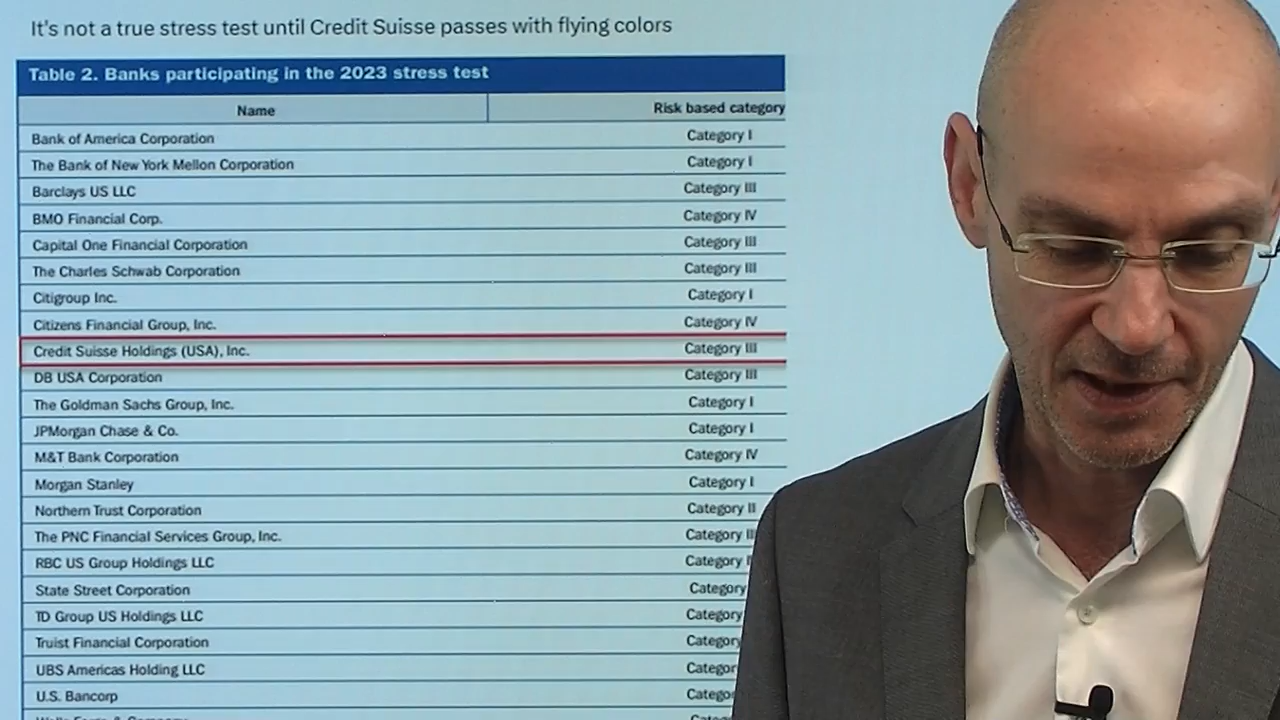 It's not a true stress test until Credit Suisse passes with flying colors
Table 2. Banks participating in the 2023 stress test
Name Risk based category
Bank of America Corporation Category I
The Bank of New York Mellon Corporation Category I
Barclays US LLC Category III
BMO Financial Corp. Category IV
Capital One Financial Corporation Category III
The Charles Schwab Corporation Category III
Citigroup Inc. Category I
Citizens Financial Group, Inc. Category IV
Credit Suisse Holdings (USA), Inc. Category III
DB USA Corporation Category III
The Goldman Sachs Group, Inc. Category I
JPMorgan Chase & Co. Category I
M&T Bank Corporation Category IV
Morgan Stanley Category I
Northern Trust Corporation Category II
The PNC Financial Services Group, Inc. Category
RBC US Group Holdings LLC Category
State Street Corporation Category
TD Group US Holdings LLC Category
Truist Financial Corporation Category
UBS Americas Holding LLC
U.S. Bancorp